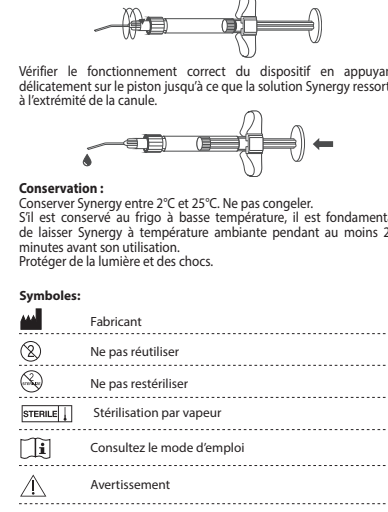 Vérifier le fonctionnement correct du dispositif en
délicatement sur le piston jusqu'à ce que la solution Synergy
à l'extrémité de la canule.
Conservation :
Conserver Synergy entre 2°C et 25°C. Ne pas congeler.
S'il est conservé au frigo à basse température, il est
de laisser Synergy à température ambiante pendant au moins
minutes avant son utilisation.
Protéger de la lumière et des chocs.
Symboles:
Fabricant
2
Ne pas réutiliser
2
Ne pas restériliser
STERILE
Stérilisation par vapeur
i
Consultez le mode d'emploi
!
Avertissement